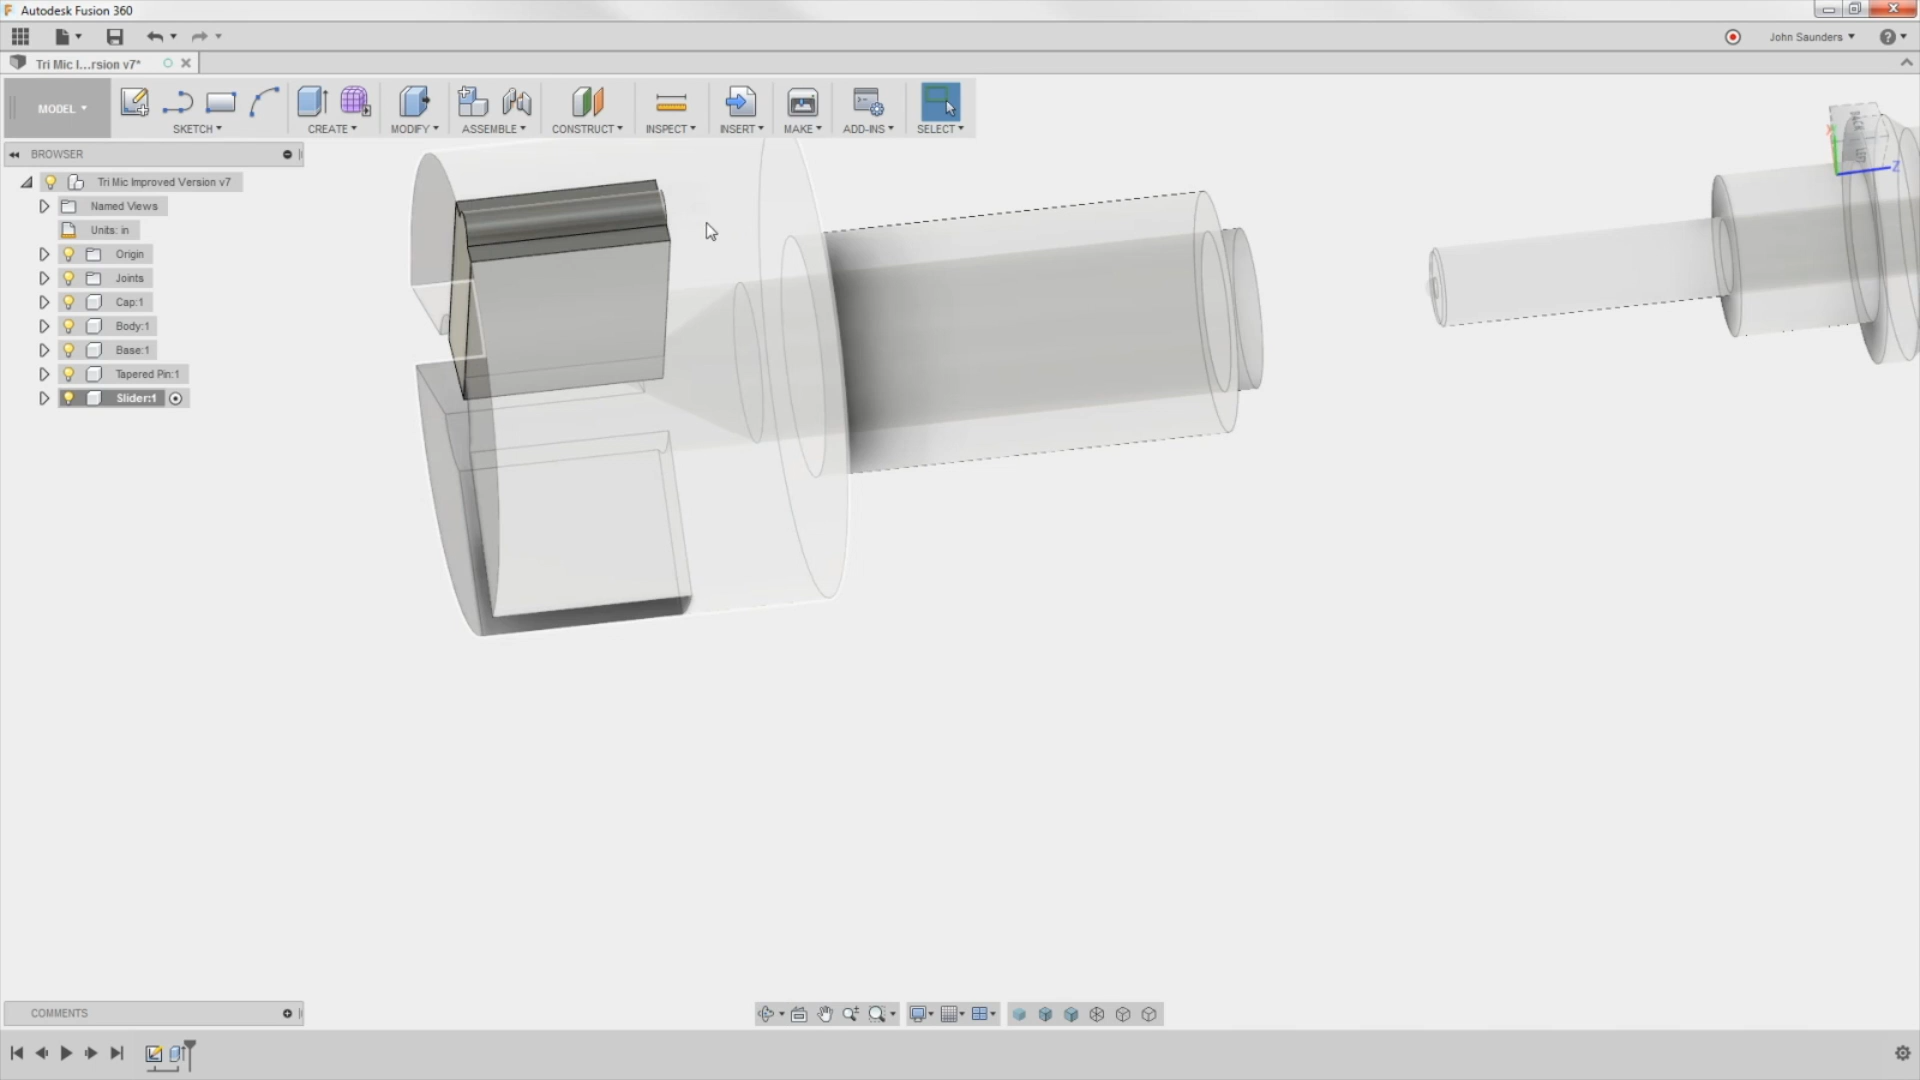 Autodesk Fusion 360
John Saunders
Tri Mic I...rsion v7*
MODEL
SKETCH
CREATE
MODIFY
ASSEMBLE
CONSTRUCT
INSPECT
INSERT
MAKE
ADD-INS
SELECT
BROWSER
Tri Mic Improved Version v7
Named Views
Units: in
Origin
Joints
Cap:1
Body:1
Base:1
Tapered Pin:1
Slider:1
Z
COMMENTS